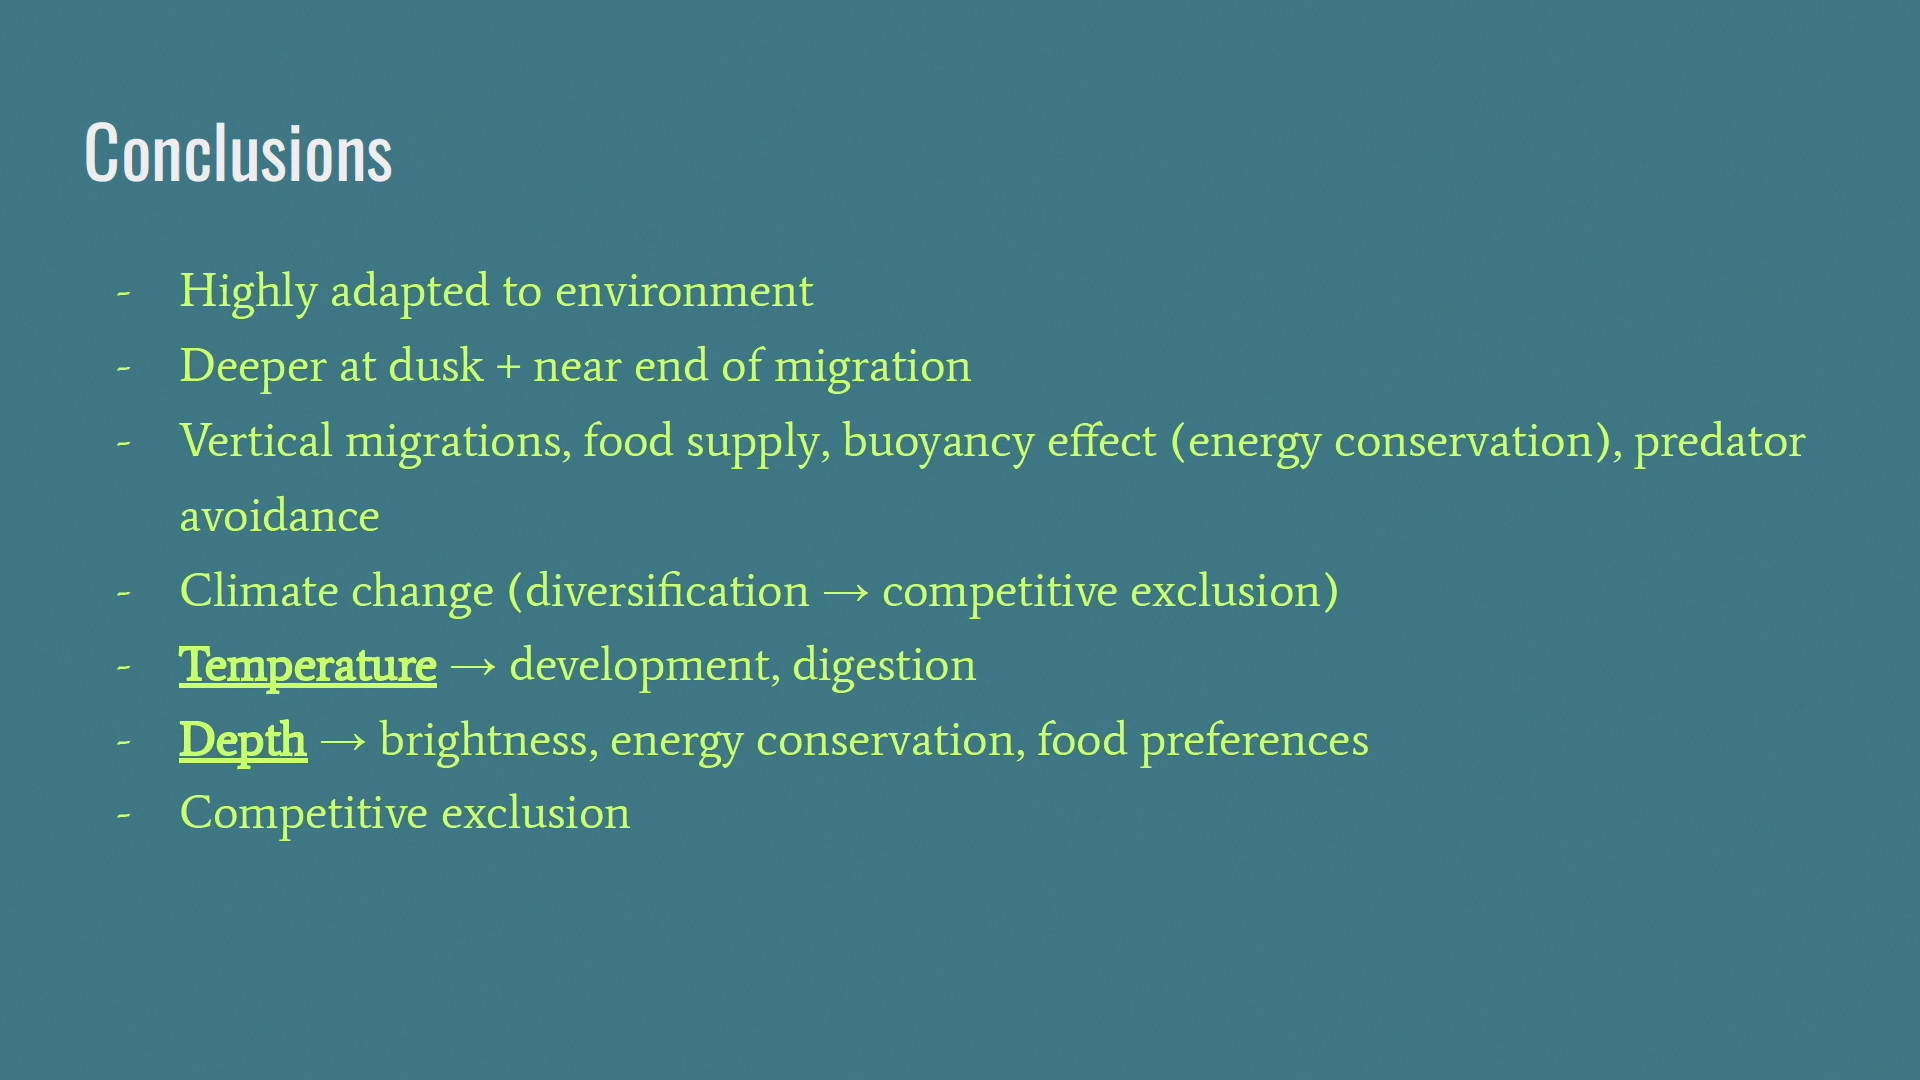 Conclusions
- Highly adapted to environment
- Deeper at dusk + near end of migration
- Vertical migrations, food supply, buoyancy effect (energy conservation), predator
avoidance
- Climate change (diversification → competitive exclusion)
- Temperature → development, digestion
- Depth → brightness, energy conservation, food preferences
- Competitive exclusion